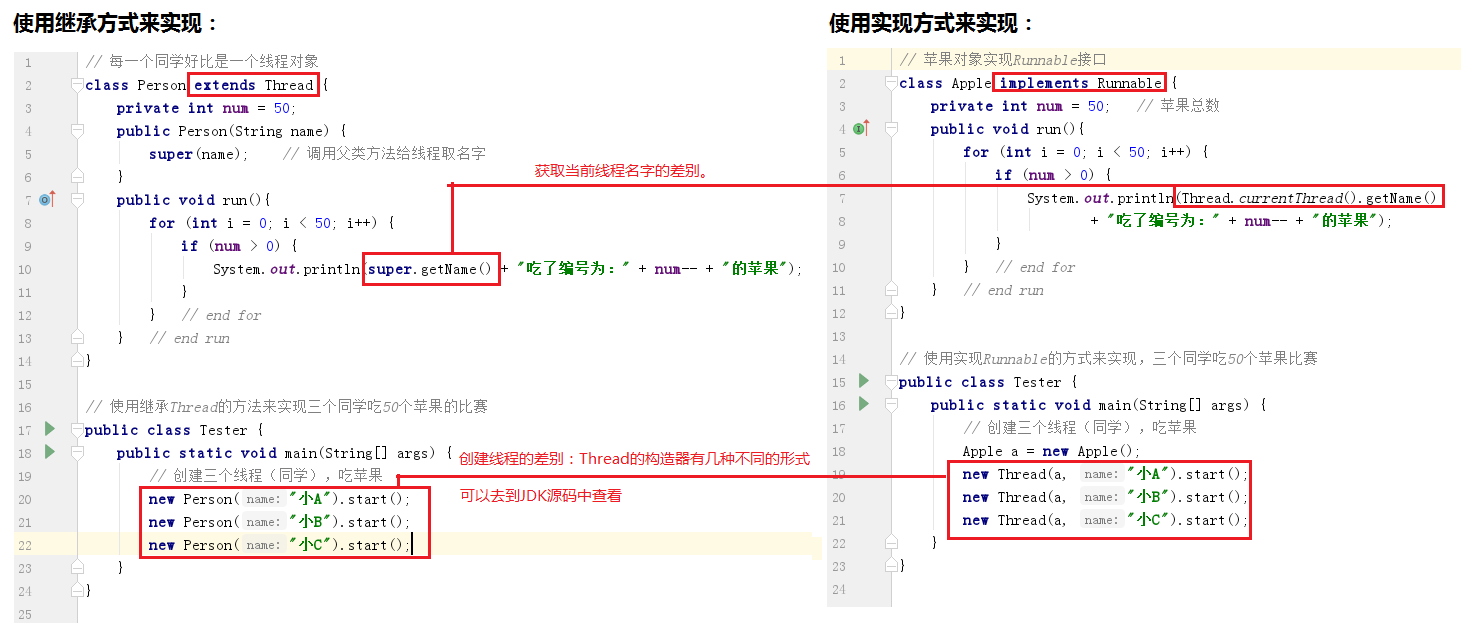 使用继承方式来实现：
1 // 每一个同学好比是一个线程对象
2 class Person extends Thread {
3 private int num = 50;
4 public Person(String name) {
5 super(name); // 调用父类方法给线程取名字
6 }
7 public void run(){
8 for (int i = 0; i < 50; i++) {
9 if (num > 0) {
10 System.out.println(super.getName() + "吃了编号为：" + num-- + "的苹果");
11 }
12 } // end for
13 } // end run
14 }
15
16 // 使用继承Thread的方法来实现三个同学吃50个苹果的比赛
17 public class Tester {
18 public static void main(String[] args) {
19 // 创建三个线程（同学），吃苹果
20 new Person( name: "小A").start();
21 new Person( name: "小B").start();
22 new Person( name: "小C").start();
23 }
24 }
25
获取当前线程名字的差别。
创建线程的差别：Thread的构造器有几种不同的形式
可以去到JDK源码中查看
使用实现方式来实现：
1 // 苹果对象实现Runnable接口
2 class Apple implements Runnable {
3 private int num = 50; // 苹果总数
4 public void run(){
5 for (int i = 0; i < 50; i++) {
6 if (num > 0) {
7 System.out.println(Thread.currentThread().getName()
8 + "吃了编号为：" + num-- + "的苹果");
9 }
10 } // end for
11 } // end run
12 }
13
14 // 使用实现Runnable的方式来实现，三个同学吃50个苹果比赛
15 public class Tester {
16 public static void main(String[] args) {
17 // 创建三个线程（同学），吃苹果
18 Apple a = new Apple();
19 new Thread(a, name: "小A").start();
20 new Thread(a, name: "小B").start();
21 new Thread(a, name: "小C").start();
22 }
23 }
24